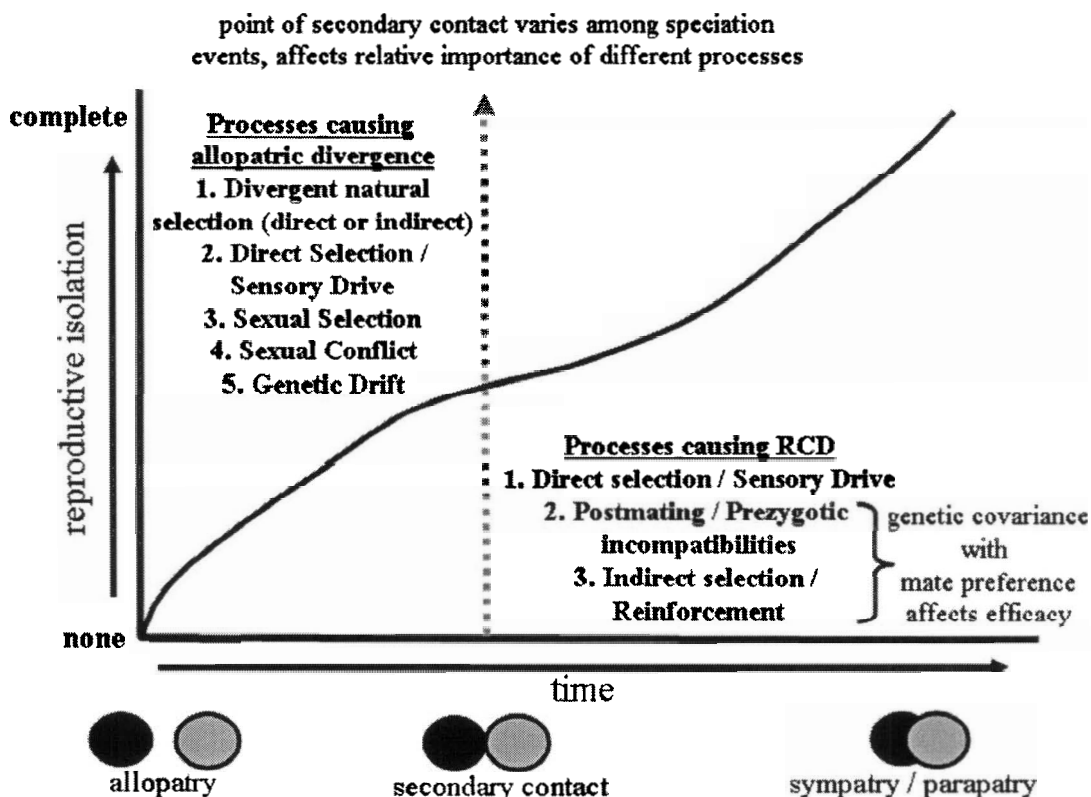 point of secondary contact varies among speciation
events, affects relative importance of different processes
complete
Processes causing
allopatric divergence
1. Divergent natural
selection (direct or indirect)
2. Direct Selection /
Sensory Drive
3. Sexual Selection
4. Sexual Conflict
5. Genetic Drift
reproductive isolation
Processes causing RCD
1. Direct selection / Sensory Drive
2. Postmating / Prezygotic
incompatibilities
3. Indirect selection /
Reinforcement
genetic covariance
with
mate preference
affects efficacy
none
time
allopatry
secondary contact
sympatry / parapatry